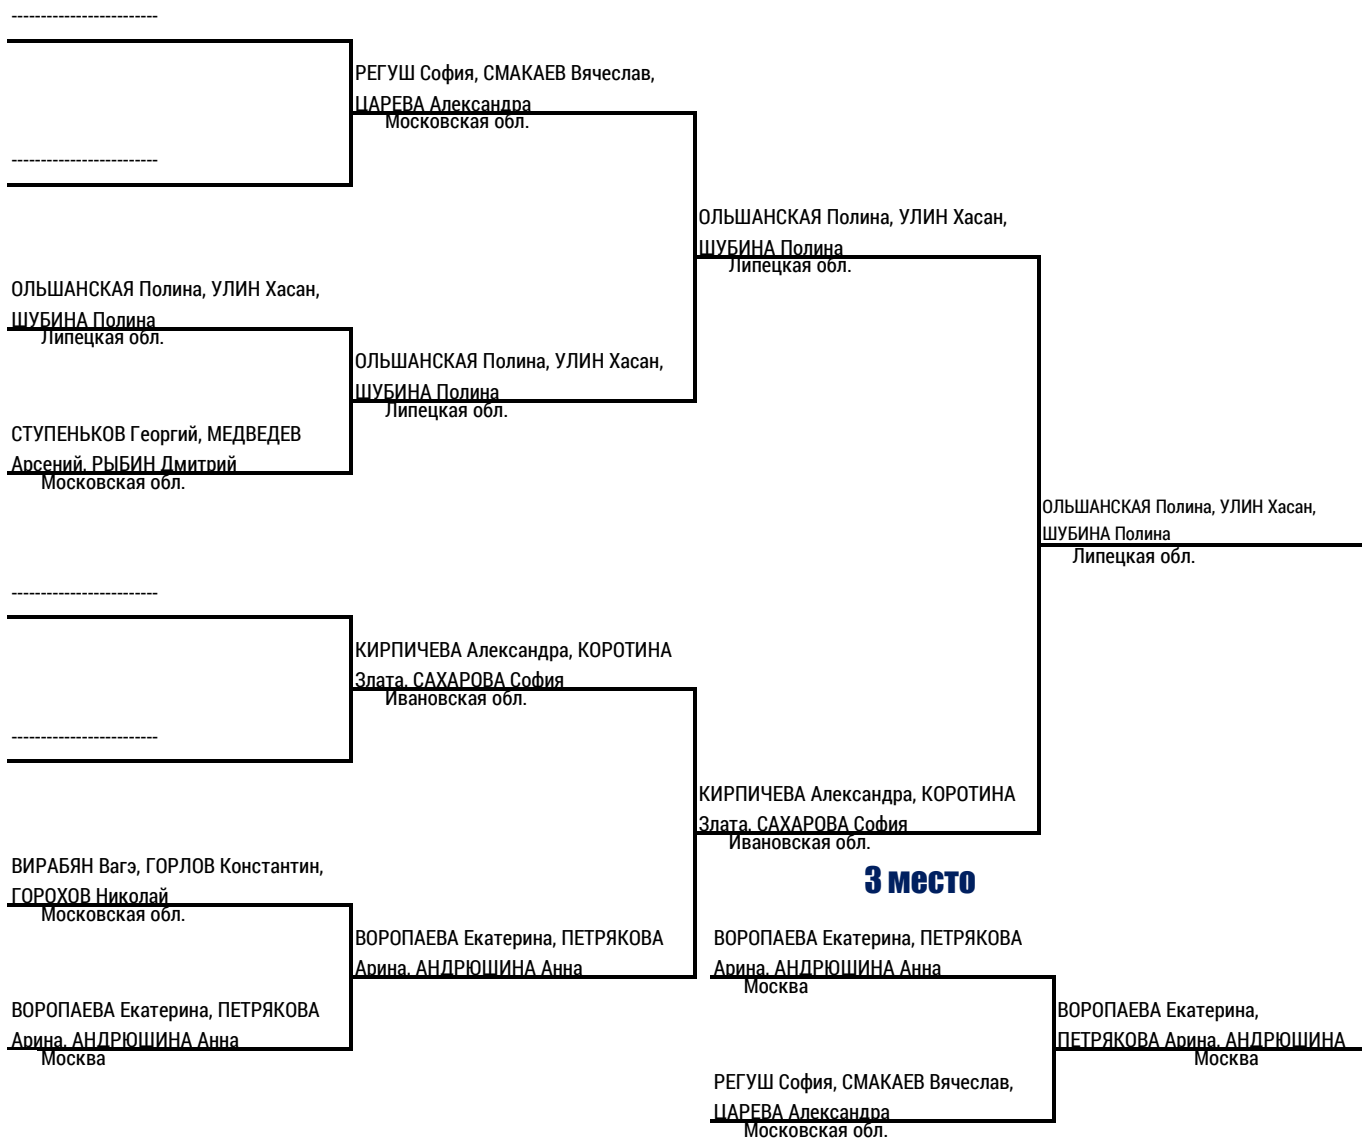 -------------------------
РЕГУШ София, СМАКАЕВ Вячеслав,
ЦАРЕВА Александра
Московская обл.
-------------------------
ОЛЬШАНСКАЯ Полина, УЛИН Хасан,
ШУБИНА Полина
Липецкая обл.
ОЛЬШАНСКАЯ Полина, УЛИН Хасан,
ШУБИНА Полина
Липецкая обл.
ОЛЬШАНСКАЯ Полина, УЛИН Хасан,
ШУБИНА Полина
Липецкая обл.
СТУПЕНЬКОВ Георгий, МЕДВЕДЕВ
Арсений, РЫБИН Дмитрий
Московская обл.
ОЛЬШАНСКАЯ Полина, УЛИН Хасан,
ШУБИНА Полина
Липецкая обл.
-------------------------
КИРПИЧЕВА Александра, КОРОТИНА
Злата, САХАРОВА София
Ивановская обл.
-------------------------
КИРПИЧЕВА Александра, КОРОТИНА
Злата, САХАРОВА София
Ивановская обл.
ВИРАБЯН Вагэ, ГОРЛОВ Константин,
ГОРОХОВ Николай
Московская обл.
3 место
ВОРОПАЕВА Екатерина, ПЕТРЯКОВА
Арина, АНДРЮШИНА Анна
ВОРОПАЕВА Екатерина, ПЕТРЯКОВА
Арина, АНДРЮШИНА Анна
Москва
ВОРОПАЕВА Екатерина, ПЕТРЯКОВА
Арина, АНДРЮШИНА Анна
Москва
ВОРОПАЕВА Екатерина,
ПЕТРЯКОВА Арина, АНДРЮШИНА
Москва
РЕГУШ София, СМАКАЕВ Вячеслав,
ЦАРЕВА Александра
Московская обл.